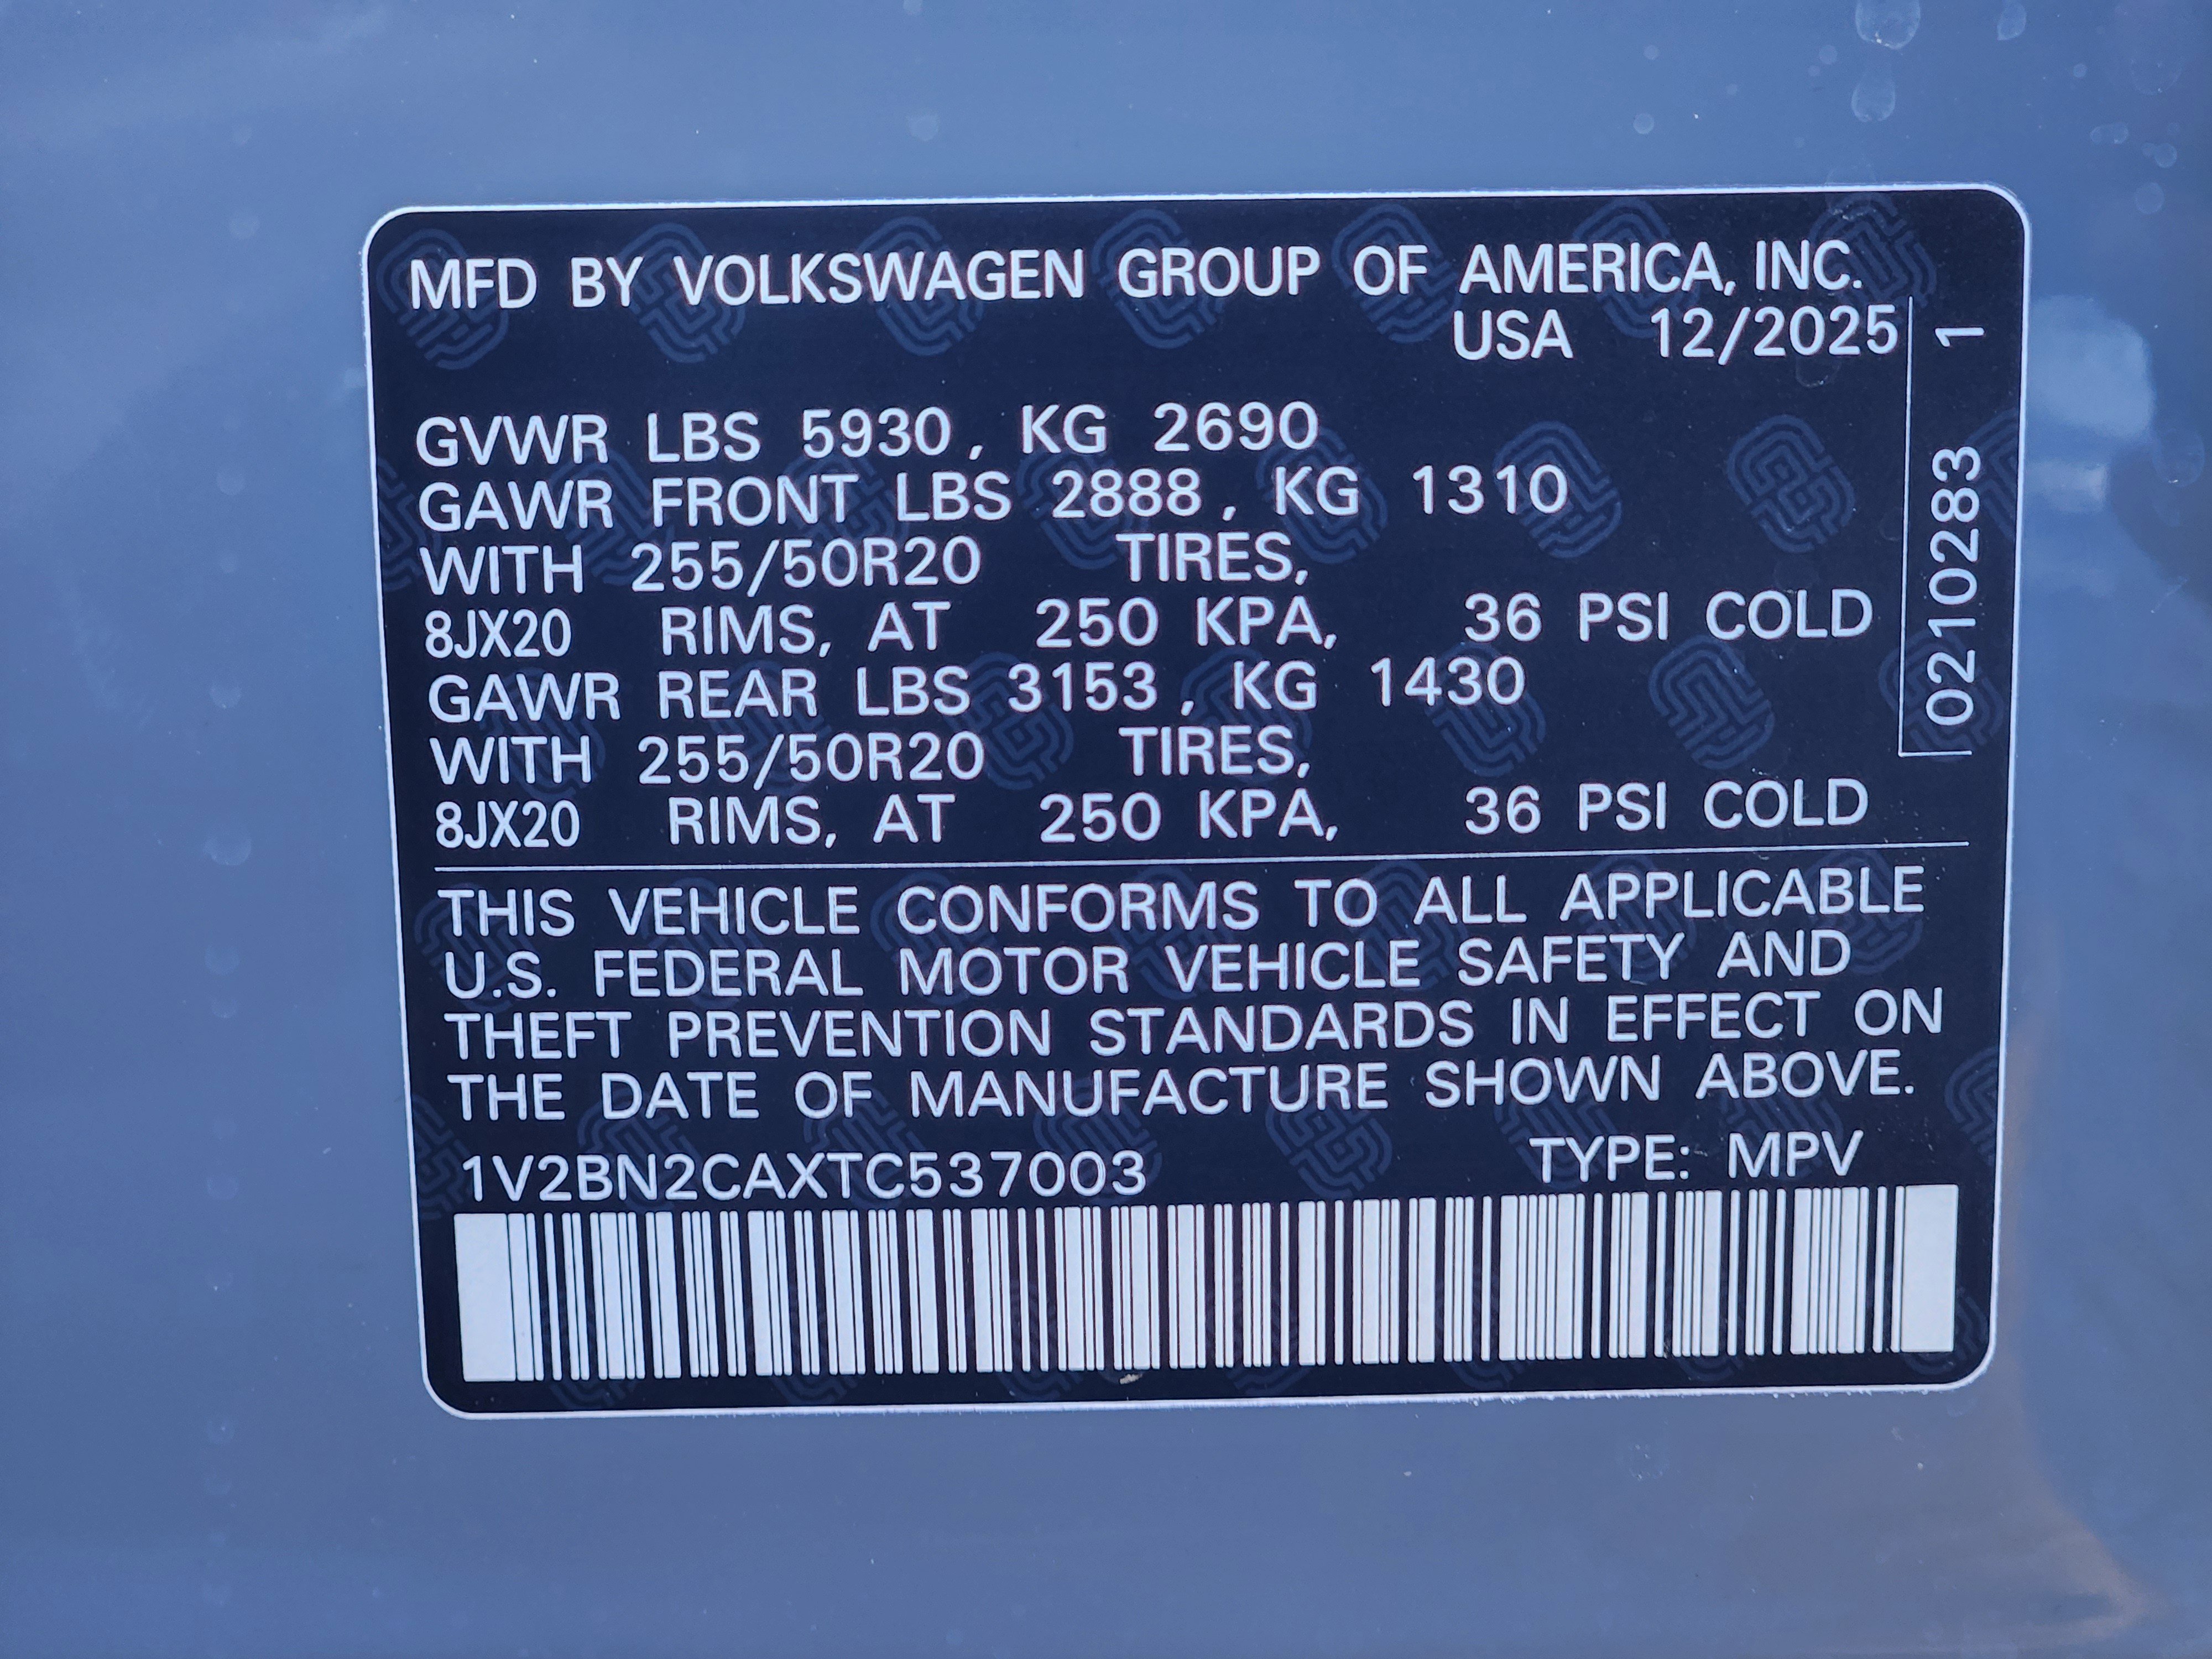 MFD BY VOLKSWAGEN GROUP OF AMERICA, INC.
USA 12/2025
GVWR LBS 5930, KG 2690
GAWR FRONT LBS 2888, KG 1310
WITH 255/50R20 TIRES,
8JX20 RIMS, AT 250 KPA, 36 PSI COLD
GAWR REAR LBS 3153, KG 1430
WITH 255/50R20 TIRES,
8JX20 RIMS, AT 250 KPA, 36 PSI COLD
THIS VEHICLE CONFORMS TO ALL APPLICABLE
U.S. FEDERAL MOTOR VEHICLE SAFETY AND
THEFT PREVENTION STANDARDS IN EFFECT ON
THE DATE OF MANUFACTURE SHOWN ABOVE.
1V2BN2CAXTC537003 TYPE: MPV
0210283 1